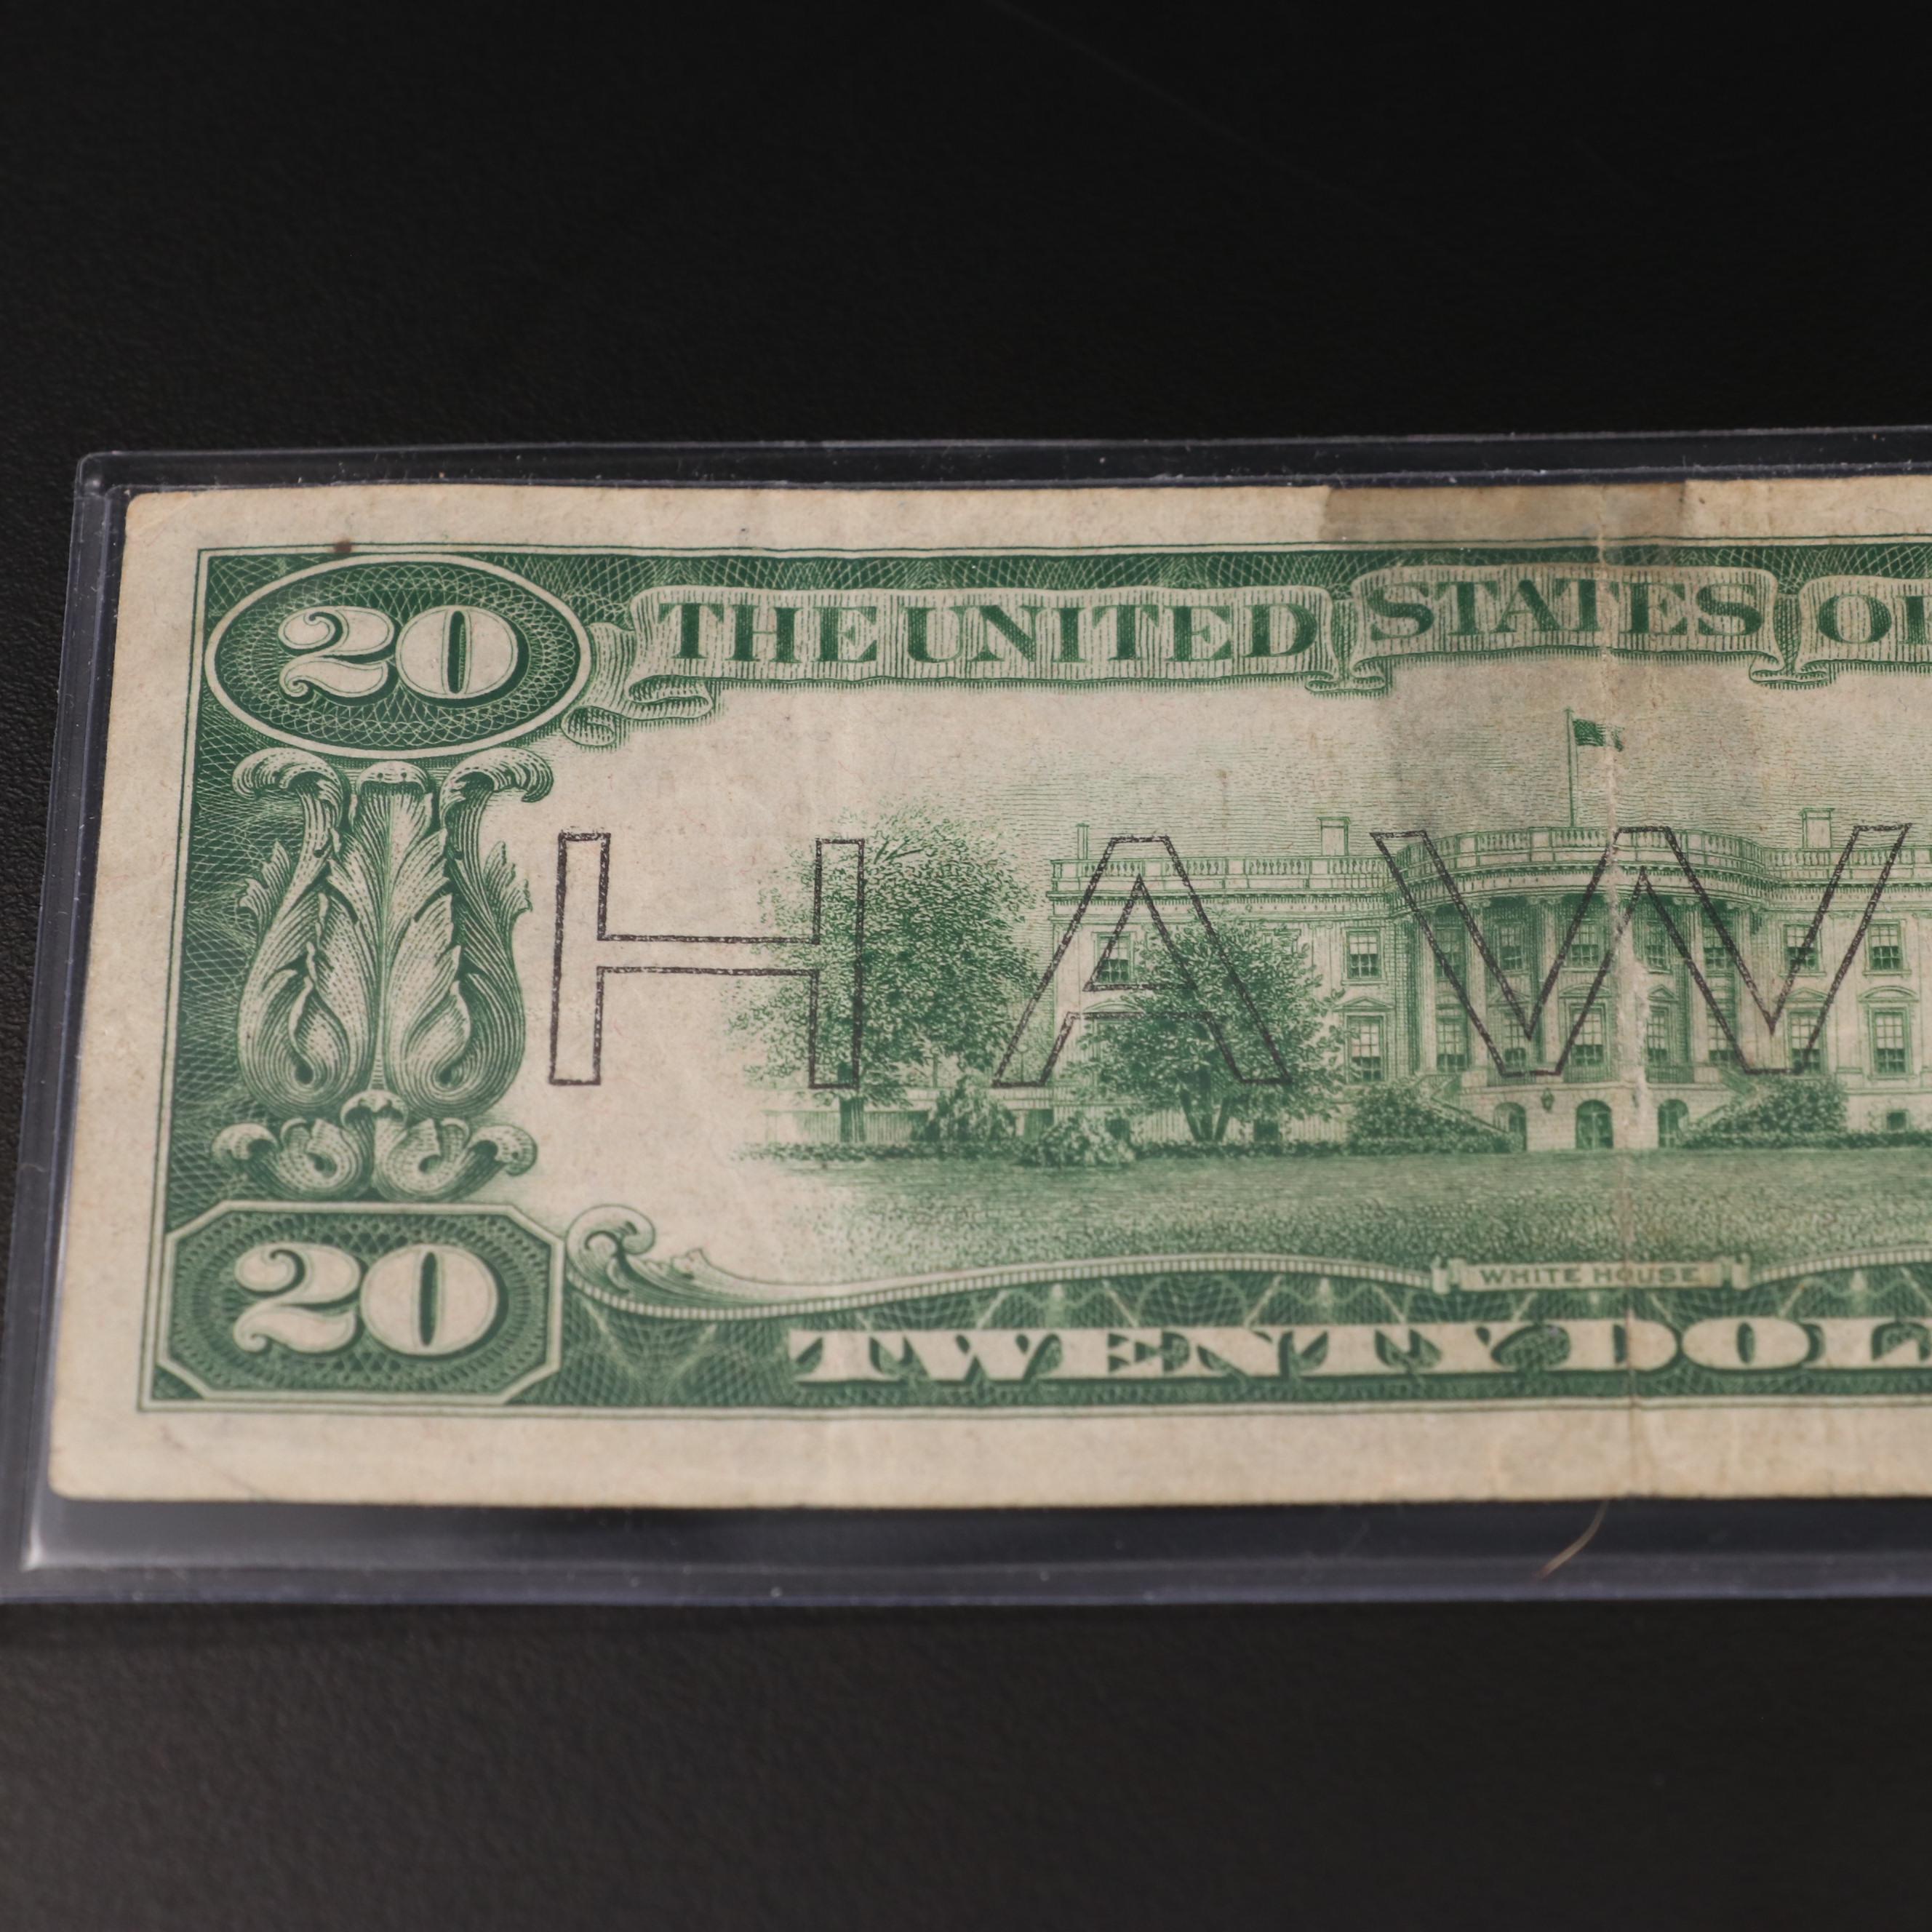 20 THE UNITED STATES OF
HAW
WHITE HOUSE
20 TWENTY DOL